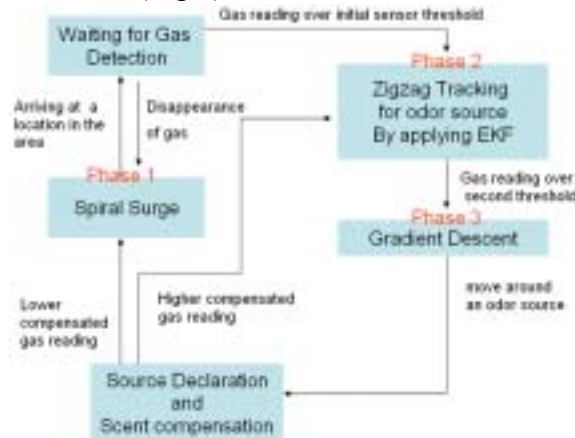 Gas reading over initial sensor threshold
Waiting for Gas
Detection
Phase 2
Zigzag Tracking
for odor source
By applying EKF
Arriving at a
location in the
area
Disappearance
of gas
Phase 1
Spiral Surge
Gas reading over
second threshold
Phase 3
Gradient Descent
Lower
compensated
gas reading
Higher compensated
gas reading
move around
an odor source
Source Declaration
and
Scent compensation